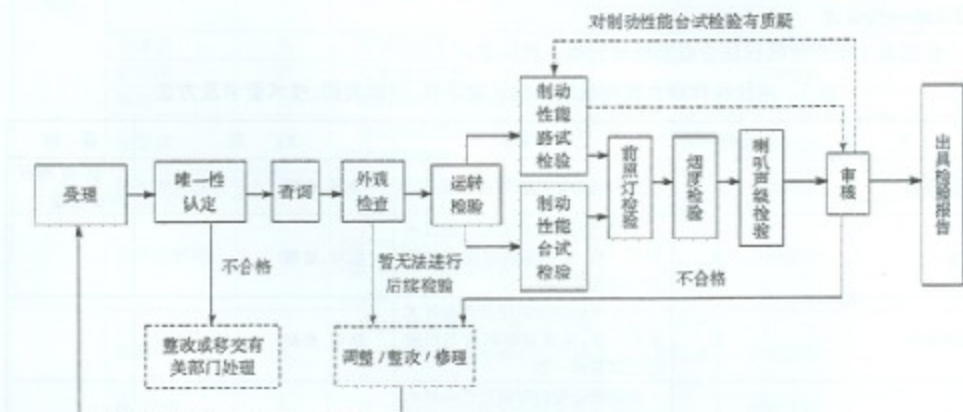 对制动性能台试检验有质疑
受理
唯一性
认定
查询
外观
检查
运转
检验
制动
性能
路试
检验
制动
性能
台试
检验
前照灯检验
烟度检验
喇叭声级检验
审核
出具检验报告
不合格
暂无法进行
后续检验
不合格
整改或移交有
关部门处理
调整/整改/修理